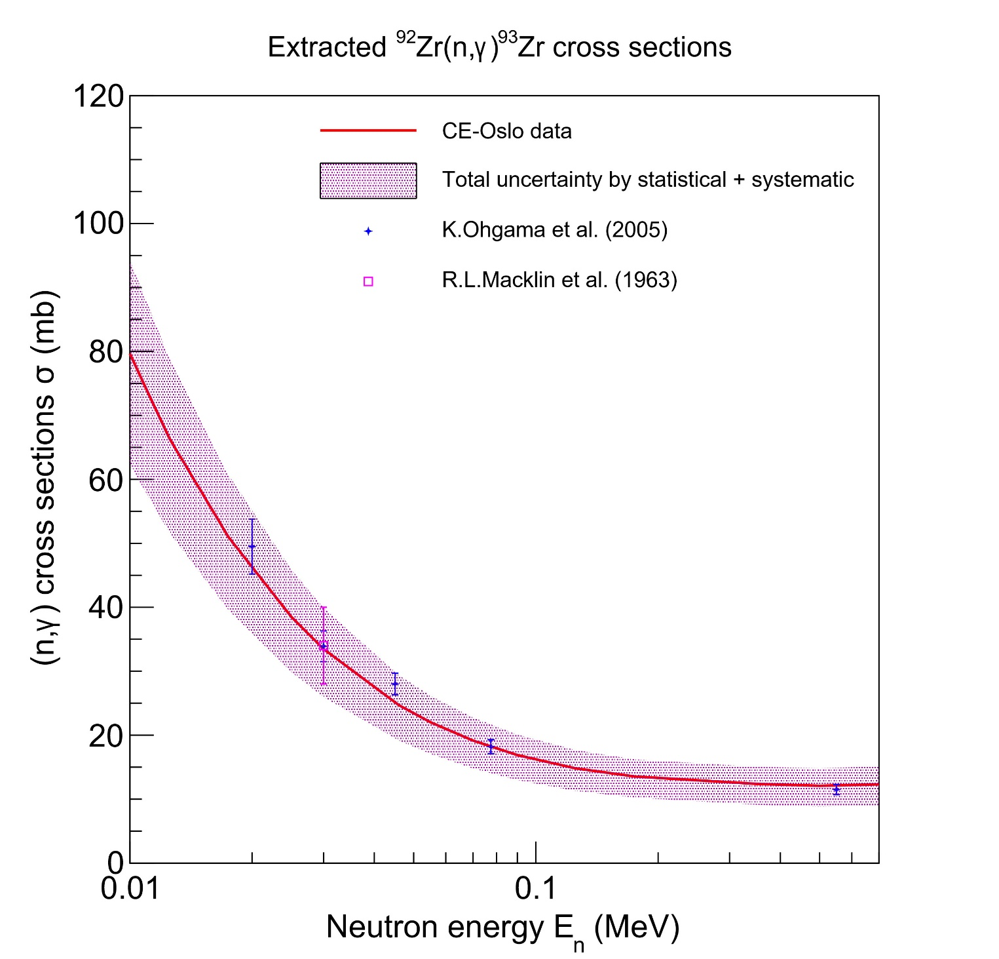 Extracted ⁹²Zr(n,γ)⁹³Zr cross sections
120
100
80
60
40
20
0
(n,γ) cross sections σ (mb)
CE-Oslo data
Total uncertainty by statistical + systematic
K.Ohgama et al. (2005)
R.L.Macklin et al. (1963)
0.01 0.1
Neutron energy Eₙ (MeV)